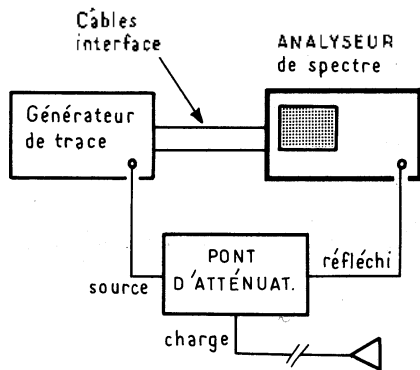 Câbles
interface
ANALYSEUR
de spectre
Générateur
de trace
PONT
D'ATTÉNUAT.
source
réfléchi
charge